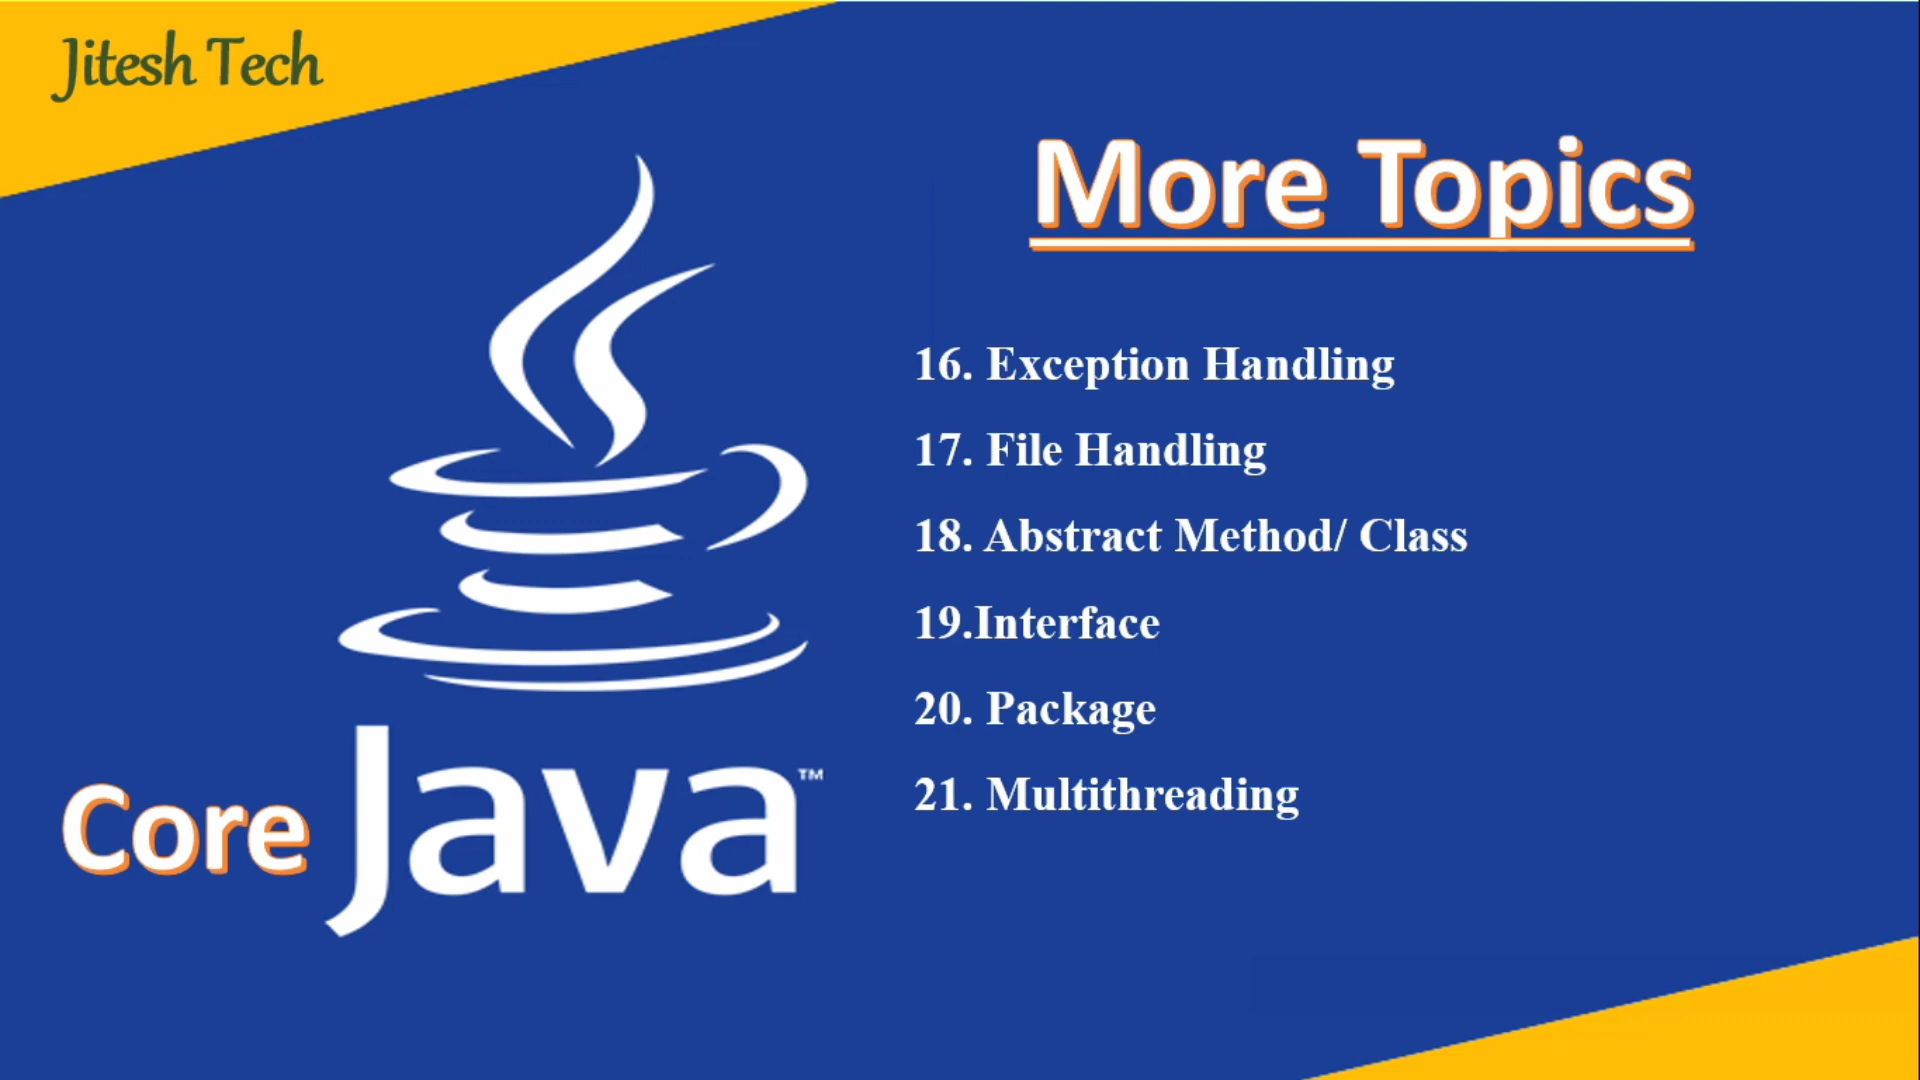 Jitesh Tech
More Topics
16. Exception Handling
17. File Handling
18. Abstract Method/ Class
19.Interface
20. Package
21. Multithreading
Core Java™